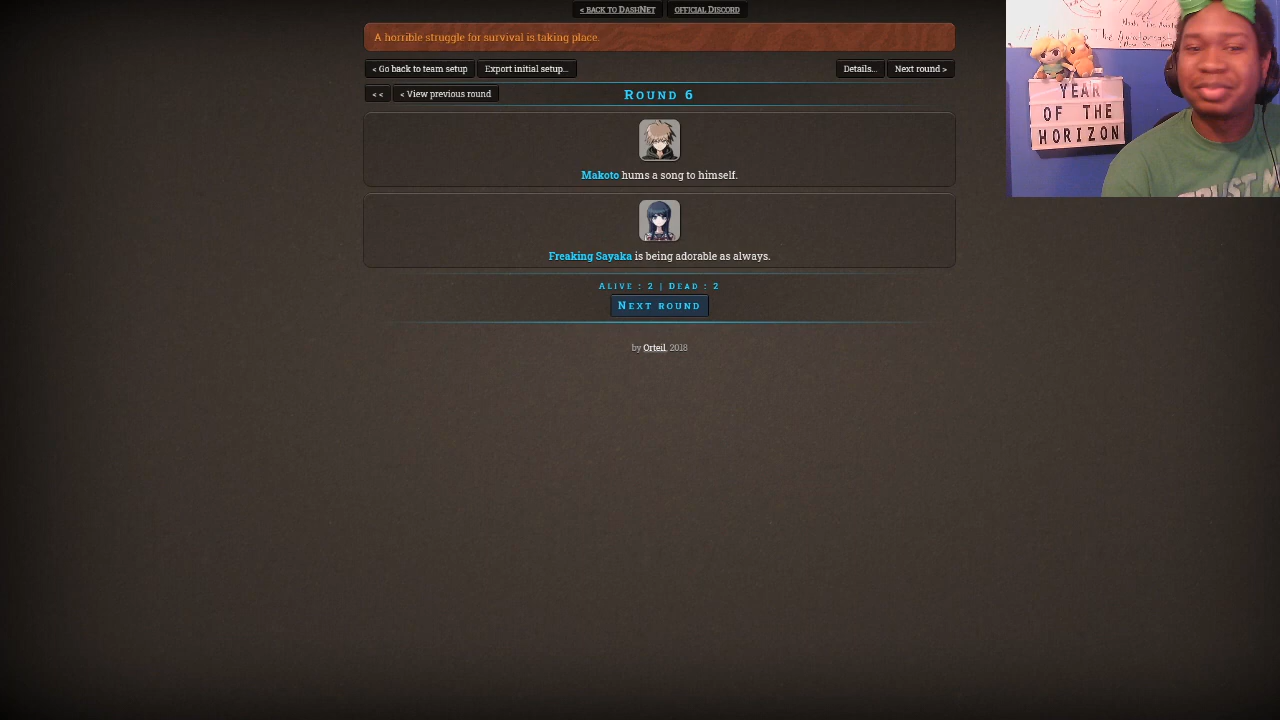 < BACK TO DASHNET
OFFICIAL DISCORD
A horrible struggle for survival is taking place.
< Go back to team setup
Export initial setup...
Details...
Next round >
< <
< View previous round
ROUND 6
Makoto hums a song to himself.
Freaking Sayaka is being adorable as always.
ALIVE : 2 | DEAD : 2
NEXT ROUND
by Orteil, 2018
YEAR
OF THE
HORIZON
TRUST